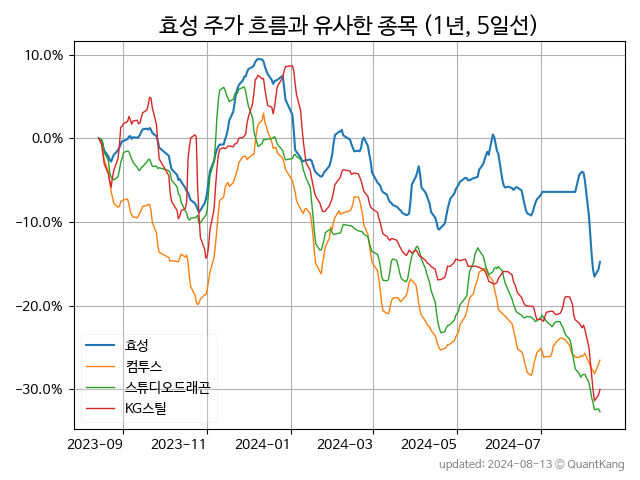 효성 주가 흐름과 유사한 종목 (1년, 5일선)
10.0%
0.0%
−10.0%
−20.0%
−30.0%
효성
컴투스
스튜디오드래곤
KG스틸
2023-09 2023-11 2024-01 2024-03 2024-05 2024-07
updated: 2024-08-13 © QuantKang